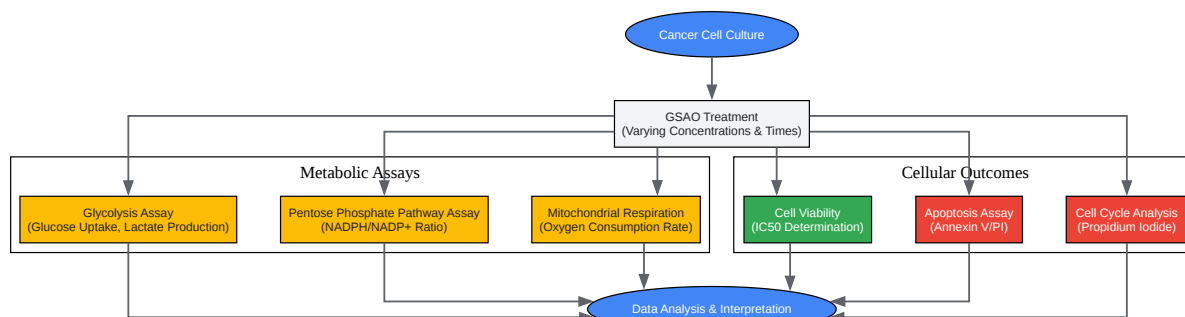 Cancer Cell Culture
GSAO Treatment
(Varying Concentrations & Times)
Metabolic Assays
Cellular Outcomes
Glycolysis Assay
(Glucose Uptake, Lactate Production)
Pentose Phosphate Pathway Assay
(NADPH/NADP+ Ratio)
Mitochondrial Respiration
(Oxygen Consumption Rate)
Cell Viability
(IC50 Determination)
Apoptosis Assay
(Annexin V/PI)
Cell Cycle Analysis
(Propidium Iodide)
Data Analysis & Interpretation